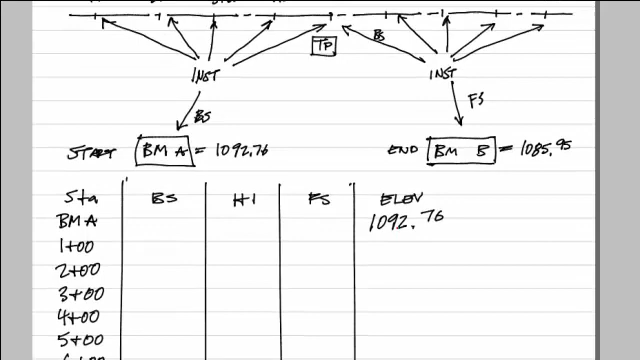 TP
BS
INST
INST
BS
FS
START BM A = 1092.76
END BM B = 1085.95
Sta BS HI FS ELEV
BM A 1092.76
1+00
2+00
3+00
4+00
5+00